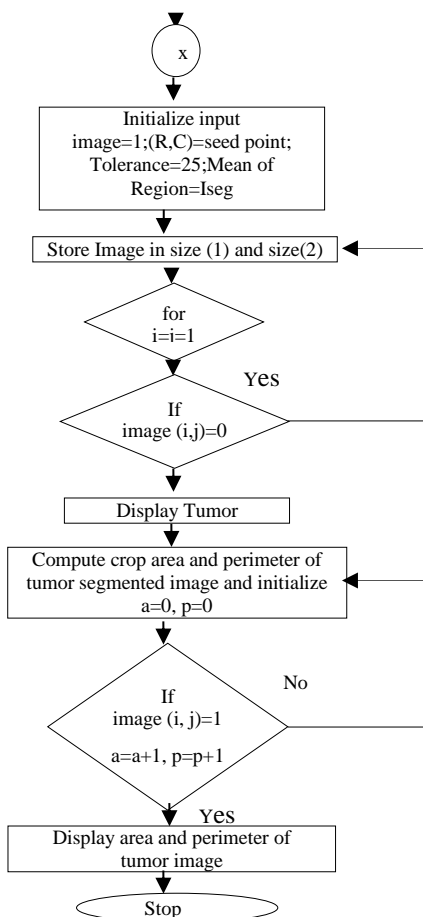 x
Initialize input
image=1;(R,C)=seed point;
Tolerance=25;Mean of
Region=Iseg
Store Image in size (1) and size(2)
for
i=j=1
Yes
If
image (i,j)=0
Display Tumor
Compute crop area and perimeter of
tumor segmented image and initialize
a=0, p=0
No
If
image (i, j)=1
a=a+1, p=p+1
Yes
Display area and perimeter of
tumor image
Stop